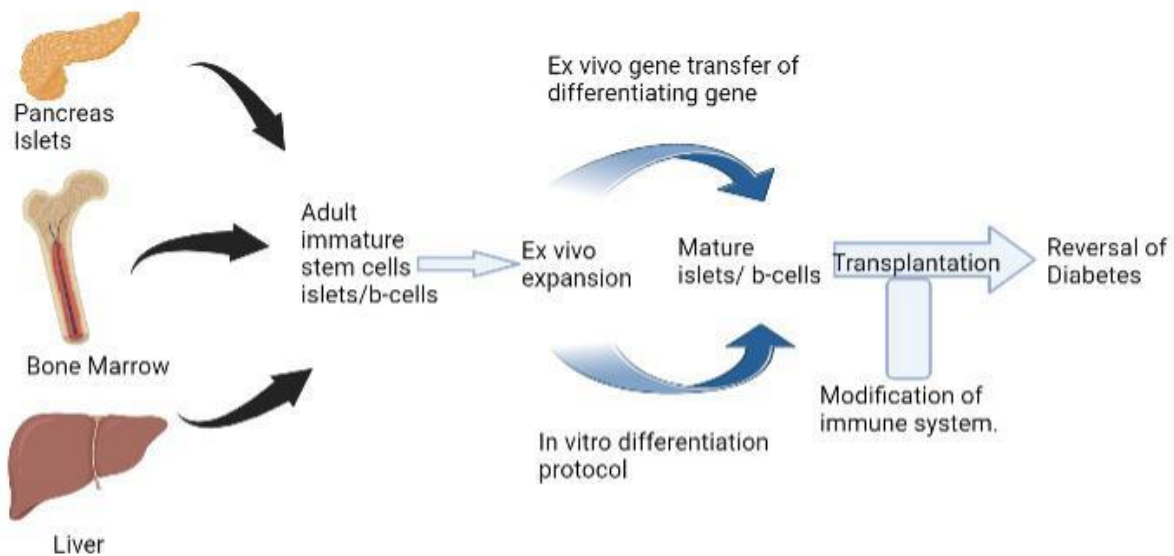 Pancreas
Islets
Bone Marrow
Liver
Adult
immature
stem cells
islets/b-cells
Ex vivo
expansion
Ex vivo gene transfer of
differentiating gene
In vitro differentiation
protocol
Mature
islets/ b-cells
Transplantation
Modification of
immune system.
Reversal of
Diabetes